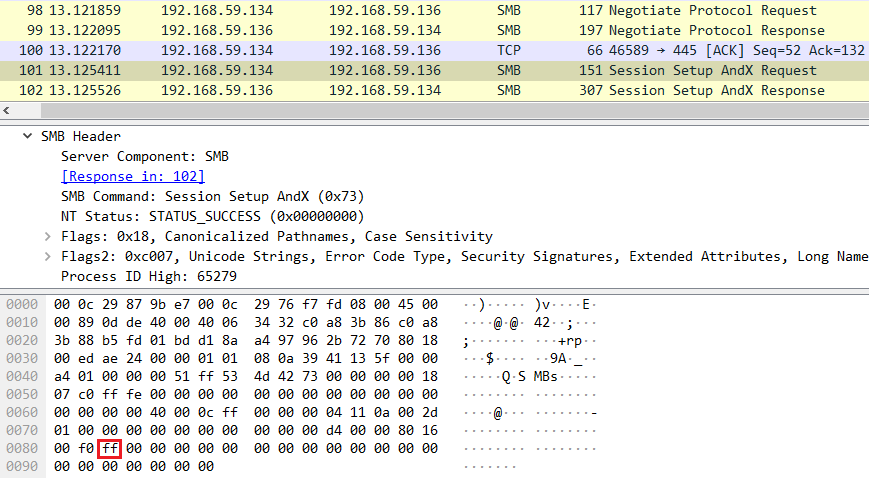 98 13.121859 192.168.59.134 192.168.59.136 SMB 117 Negotiate Protocol Request
99 13.122095 192.168.59.136 192.168.59.134 SMB 197 Negotiate Protocol Response
100 13.122170 192.168.59.134 192.168.59.136 TCP 66 46589 → 445 [ACK] Seq=52 Ack=132
101 13.125411 192.168.59.134 192.168.59.136 SMB 151 Session Setup AndX Request
102 13.125526 192.168.59.136 192.168.59.134 SMB 307 Session Setup AndX Response
SMB Header
Server Component: SMB
[Response in: 102]
SMB Command: Session Setup AndX (0x73)
NT Status: STATUS_SUCCESS (0x00000000)
Flags: 0x18, Canonicalized Pathnames, Case Sensitivity
Flags2: 0xc007, Unicode Strings, Error Code Type, Security Signatures, Extended Attributes, Long Name
Process ID High: 65279
0000 00 0c 29 87 9b e7 00 0c 29 76 f7 fd 08 00 45 00 ··)····· )v····E·
0010 00 89 0d de 40 00 40 06 34 32 c0 a8 3b 86 c0 a8 ····@·@· 42··;···
0020 3b 88 b5 fd 01 bd d1 8a a4 97 96 2b 72 70 80 18 ;······· ···+rp··
0030 00 ed ae 24 00 00 01 01 08 0a 39 41 13 5f 00 00 ···$···· ··9A·_··
0040 a4 01 00 00 00 51 ff 53 4d 42 73 00 00 00 00 18 ·····Q·S MBs·····
0050 07 c0 ff fe 00 00 00 00 00 00 00 00 00 00 00 00 ········ ········
0060 00 00 00 00 40 00 0c ff 00 00 00 04 11 0a 00 2d ····@··· ·······-
0070 01 00 00 00 00 00 00 00 00 00 00 d4 00 00 80 16 ········ ········
0080 00 f0 ff 00 00 00 00 00 00 00 00 00 00 00 00 00 ········ ········
0090 00 00 00 00 00 00 00 ·······